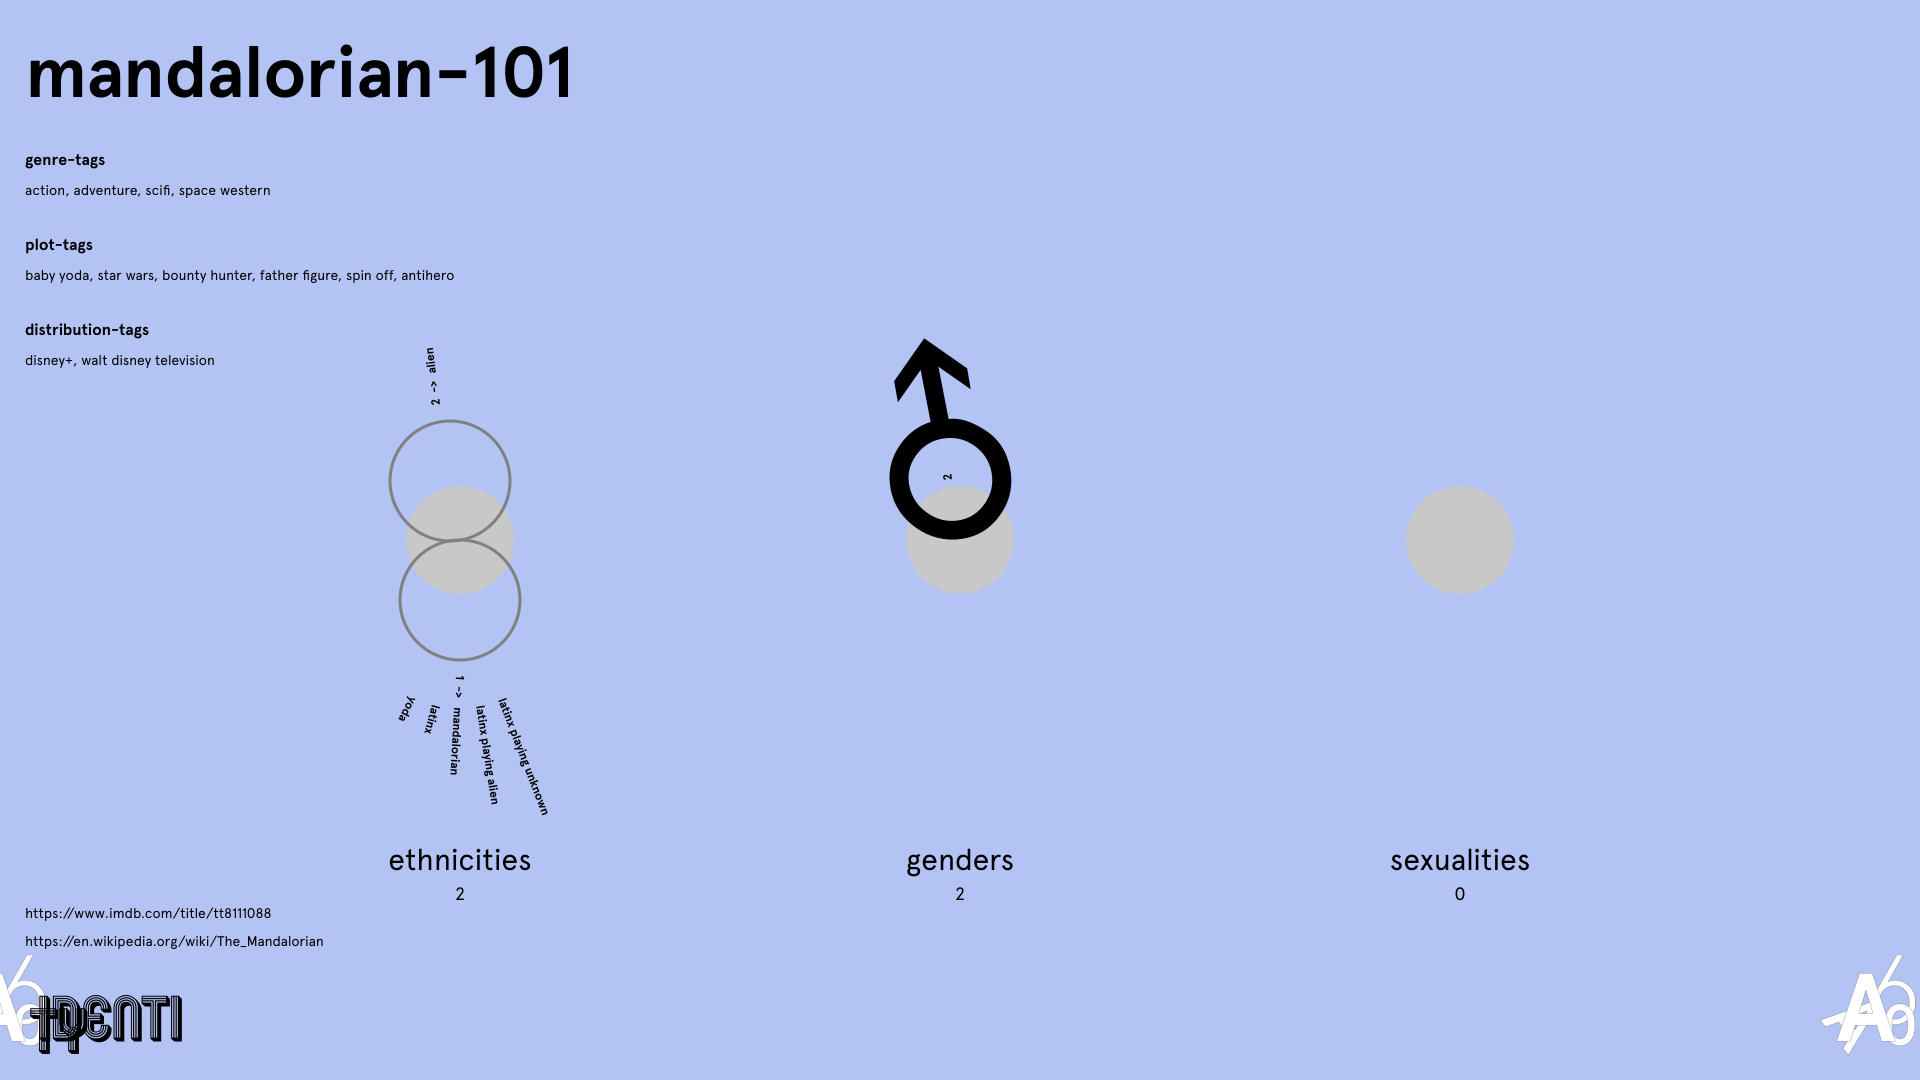 mandalorian-101
genre-tags
action, adventure, scifi, space western
plot-tags
baby yoda, star wars, bounty hunter, father figure, spin off, antihero
distribution-tags
disney+, walt disney television
2 -> alien
2
yoda
latinx
1 -> mandalorian
latinx playing alien
latinx playing unknown
ethnicities
2
genders
2
sexualities
0
https://www.imdb.com/title/tt8111088
https://en.wikipedia.org/wiki/The_Mandalorian
IDENTI